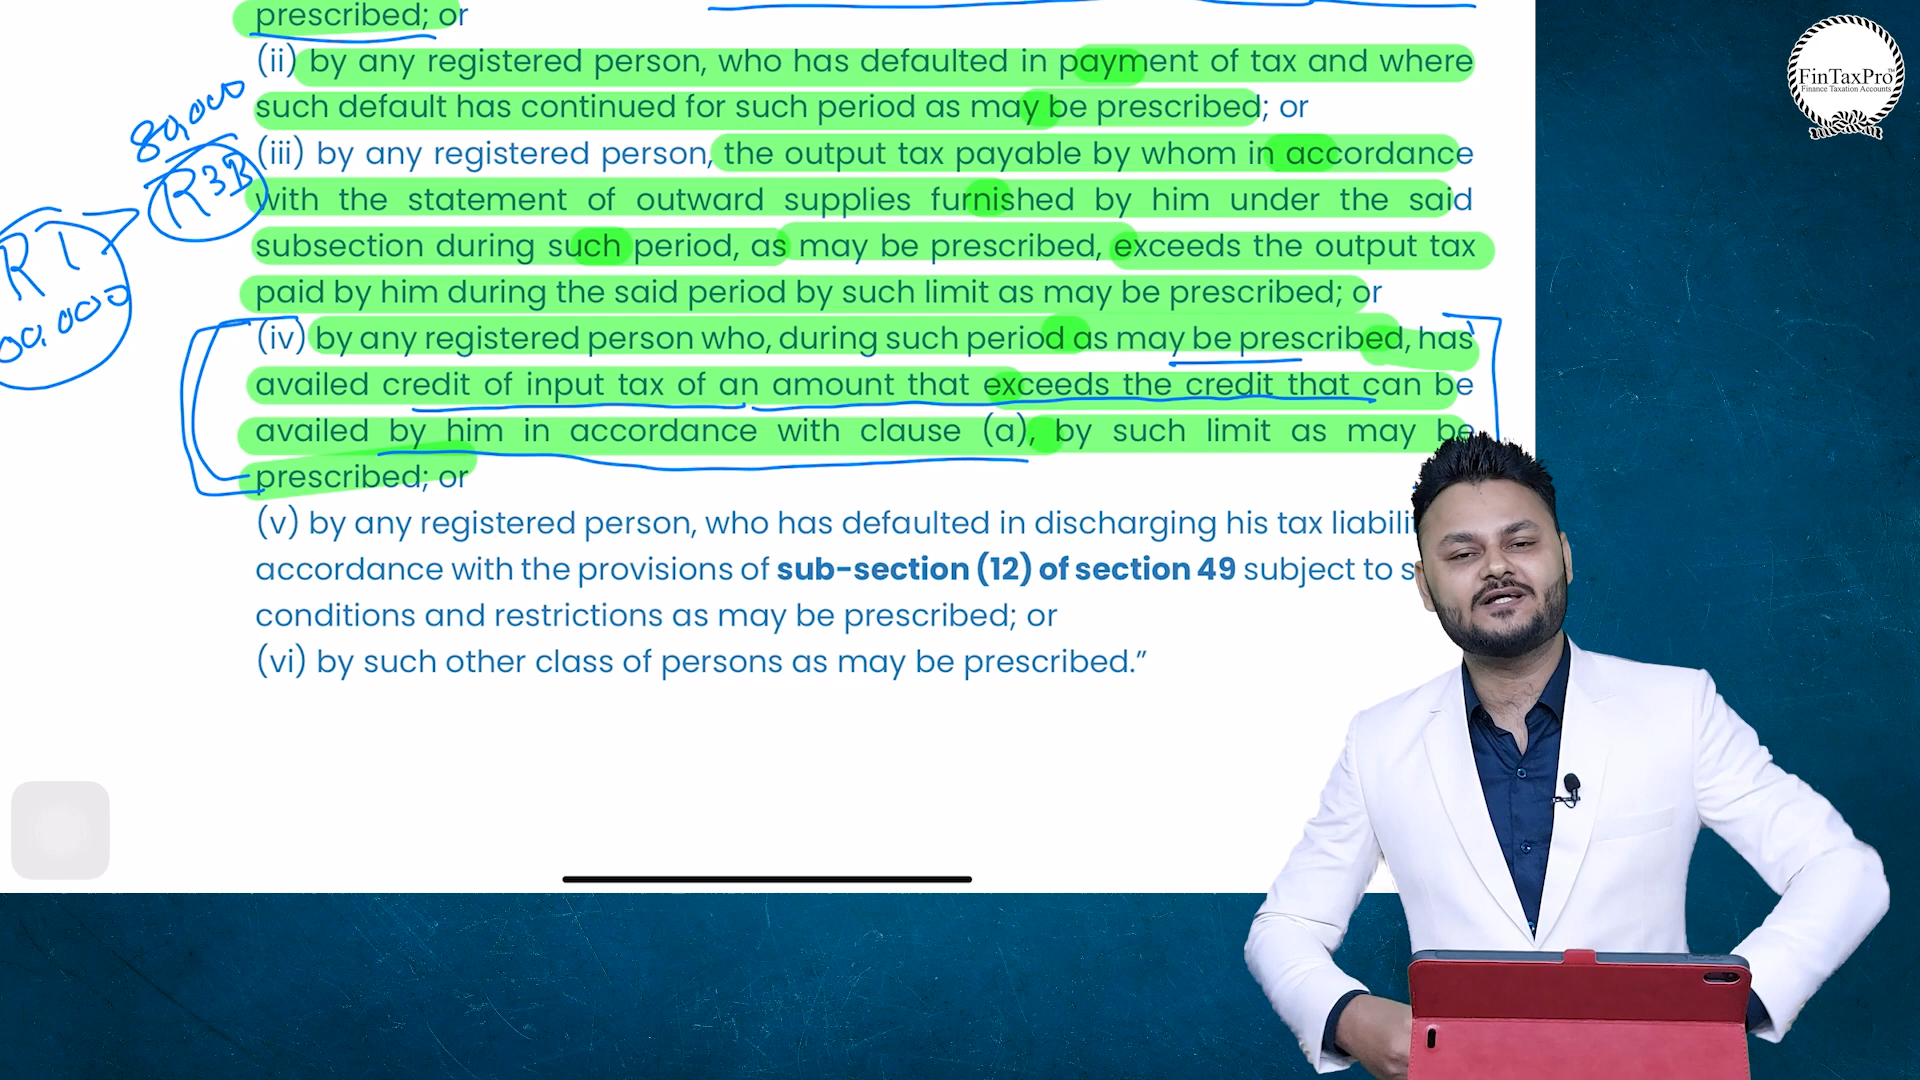 prescribed; or
(ii) by any registered person, who has defaulted in payment of tax and where
such default has continued for such period as may be prescribed; or
(iii) by any registered person, the output tax payable by whom in accordance
with the statement of outward supplies furnished by him under the said
subsection during such period, as may be prescribed, exceeds the output tax
paid by him during the said period by such limit as may be prescribed; or
(iv) by any registered person who, during such period as may be prescribed, has
availed credit of input tax of an amount that exceeds the credit that can be
availed by him in accordance with clause (a), by such limit as may be
prescribed; or
(v) by any registered person, who has defaulted in discharging his tax
accordance with the provisions of sub-section (12) of section 49 subject to
conditions and restrictions as may be prescribed; or
(vi) by such other class of persons as may be prescribed.”
80,000
R3B
R1
00,000
FinTaxPro
Finance Taxation Accounts